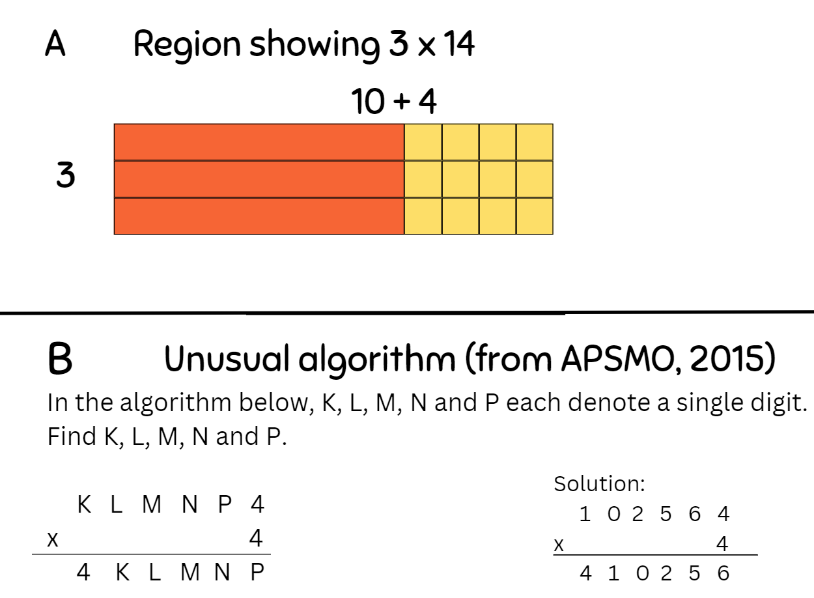 A Region showing 3 x 14
10 + 4
3
B Unusual algorithm (from APSMO, 2015)
In the algorithm below, K, L, M, N and P each denote a single digit.
Find K, L, M, N and P.
K L M N P 4
x 4
4 K L M N P
Solution:
1 0 2 5 6 4
x 4
4 1 0 2 5 6